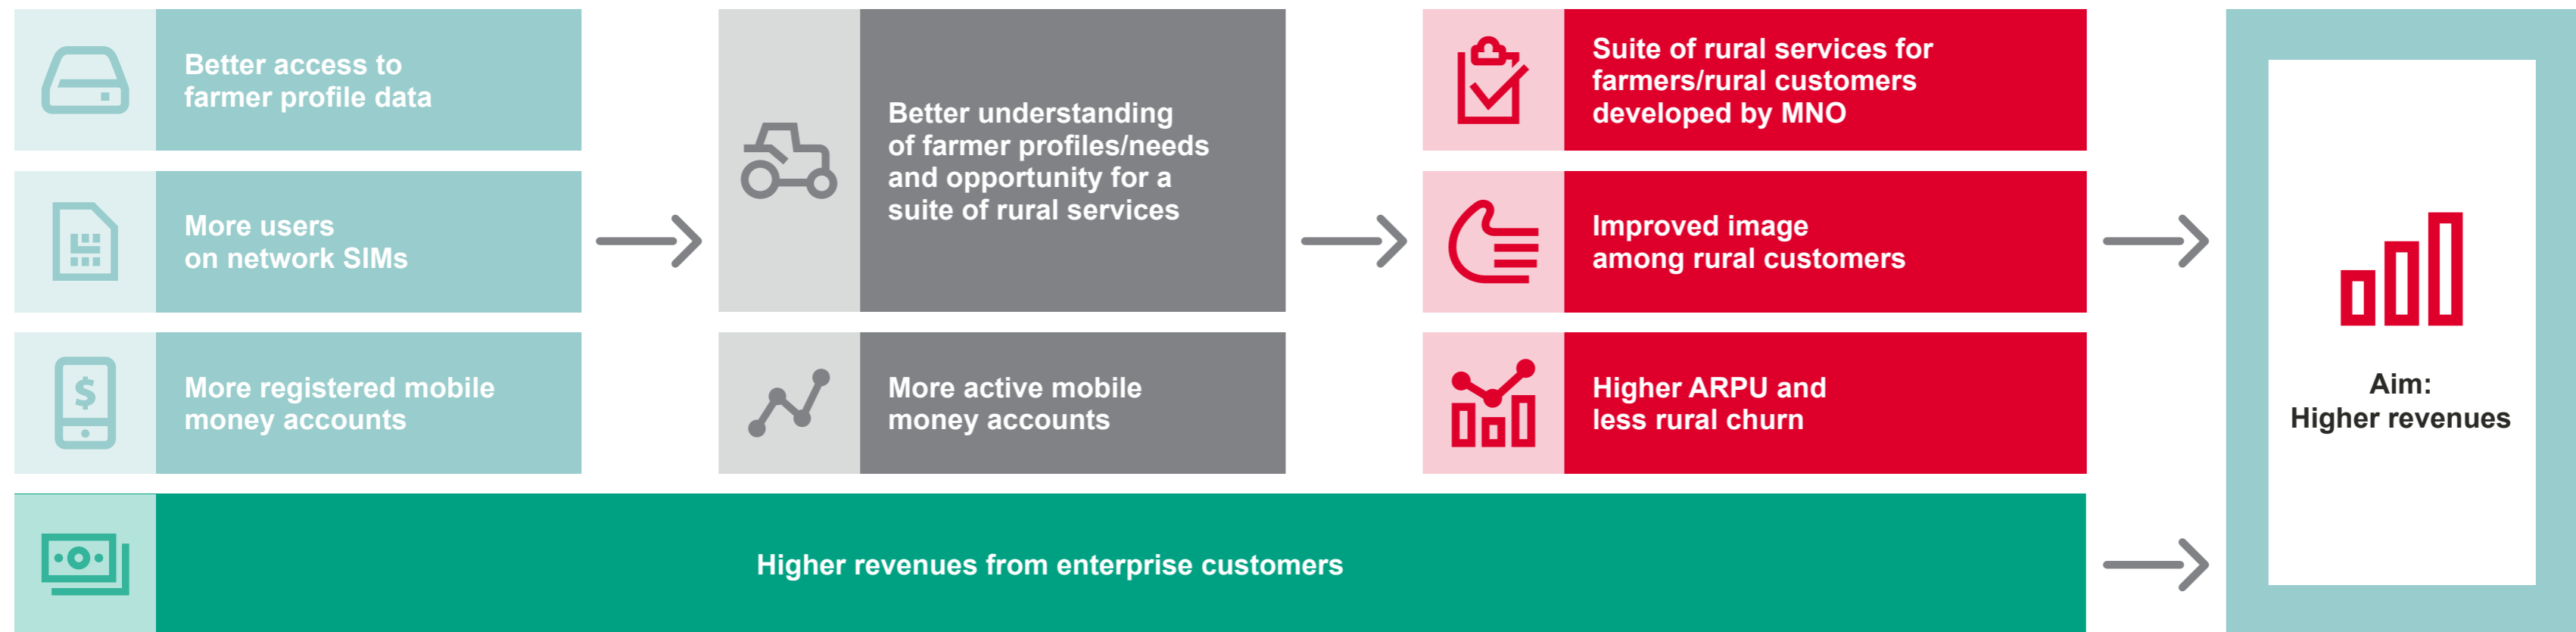 Better access to
farmer profile data
More users
on network SIMs
More registered mobile
money accounts
Better understanding
of farmer profiles/needs
and opportunity for a
suite of rural services
More active mobile
money accounts
Suite of rural services for
farmers/rural customers
developed by MNO
Improved image
among rural customers
Higher ARPU and
less rural churn
Higher revenues from enterprise customers
Aim:
Higher revenues
$